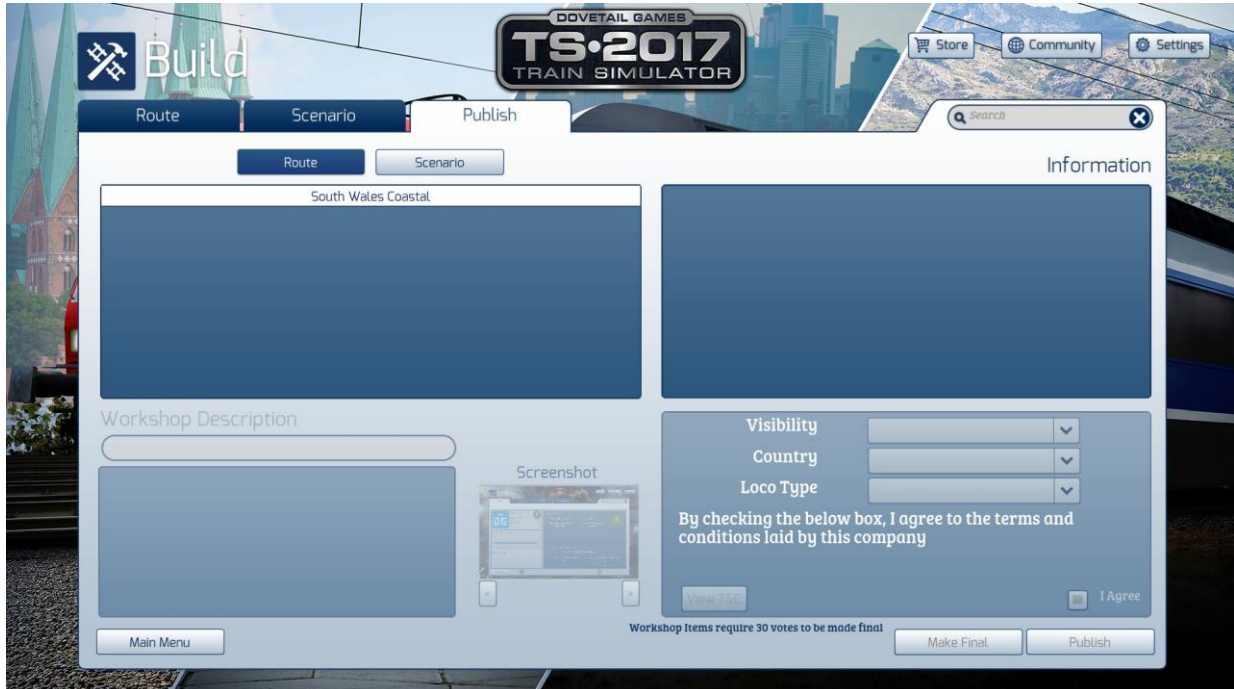 DOVETAIL GAMES
TS•2017
TRAIN SIMULATOR
Build
Store
Community
Settings
Route
Scenario
Publish
Search
Route
Scenario
Information
South Wales Coastal
Workshop Description
Screenshot
<
>
Visibility
Country
Loco Type
By checking the below box, I agree to the terms and
conditions laid by this company
View T&C
I Agree
Workshop Items require 30 votes to be made final
Main Menu
Make Final
Publish